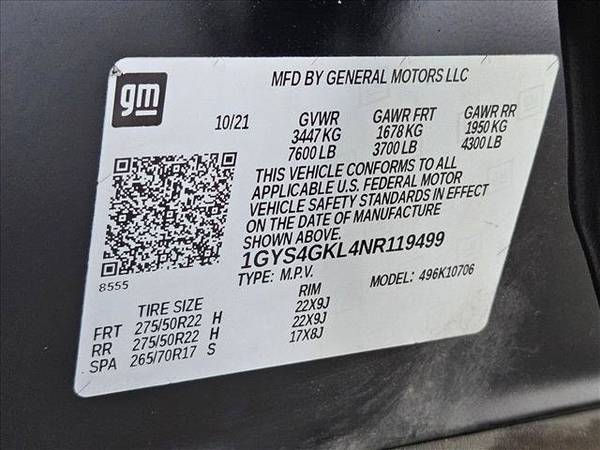 gm
MFD BY GENERAL MOTORS LLC
10/21 GVWR GAWR FRT GAWR RR
3447 KG 1678 KG 1950 KG
7600 LB 3700 LB 4300 LB
THIS VEHICLE CONFORMS TO ALL
APPLICABLE U.S. FEDERAL MOTOR
VEHICLE SAFETY STANDARDS IN EFFECT
ON THE DATE OF MANUFACTURE
SHOWN ABOVE.
1GYS4GKL4NR119499
8555
TYPE: M.P.V. MODEL: 496K10706
TIRE SIZE RIM
FRT 275/50R22 H 22X9J
RR 275/50R22 H 22X9J
SPA 265/70R17 S 17X8J